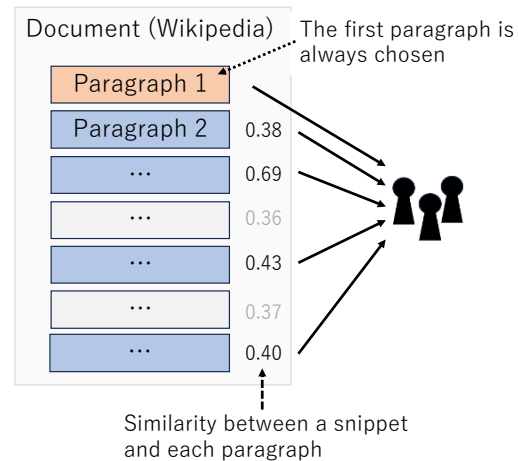 Document (Wikipedia)
The first paragraph is
always chosen
Paragraph 1
Paragraph 2 0.38
… 0.69
… 0.36
… 0.43
… 0.37
… 0.40
Similarity between a snippet
and each paragraph